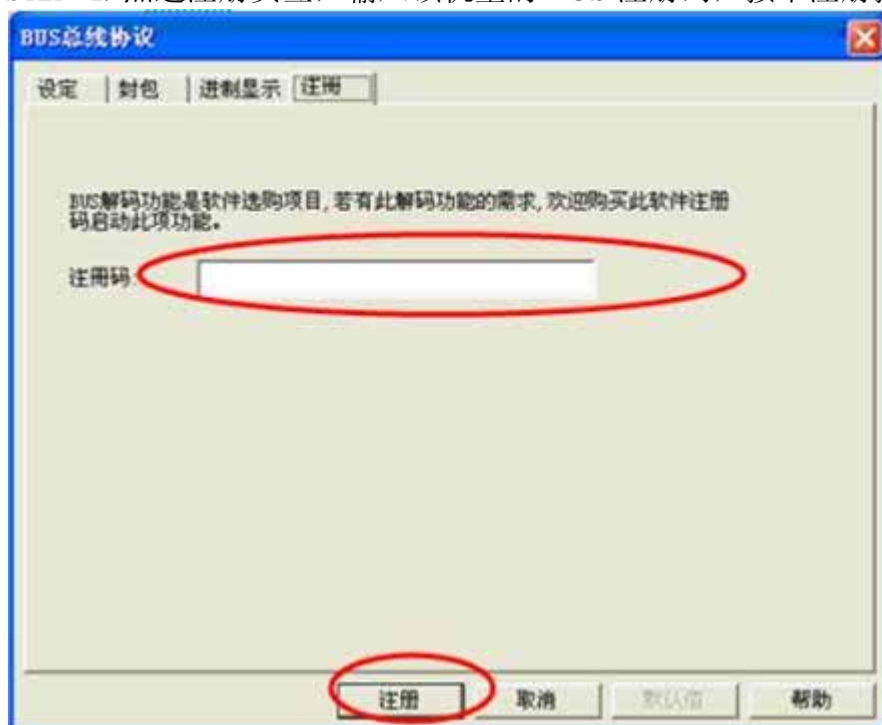 BUS总线协议
设定 封包 进制显示 注册
BUS解码功能是软件选购项目,若有此解码功能的需求,欢迎购买此软件注册
码启动此项功能。
注册码:
注册 取消 默认值 帮助